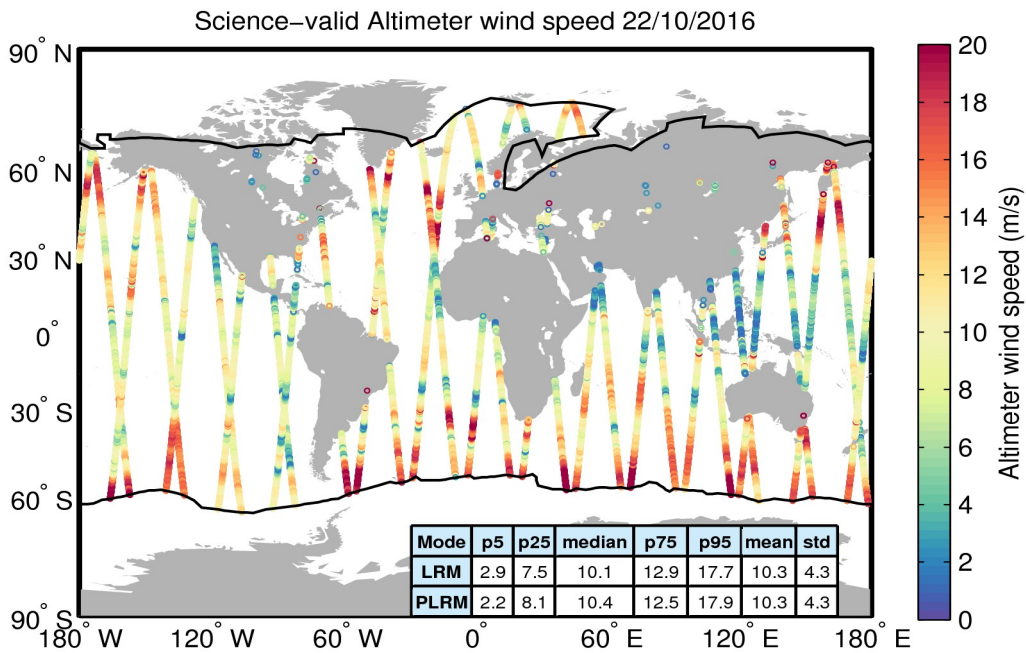 Science−valid Altimeter wind speed 22/10/2016
90° N
60° N
30° N
0°
30° S
60° S
90° S
180° W
120° W
60° W
0°
60° E
120° E
180° E
Mode p5 p25 median p75 p95 mean std
LRM 2.9 7.5 10.1 12.9 17.7 10.3 4.3
PLRM 2.2 8.1 10.4 12.5 17.9 10.3 4.3
20
18
16
14
12
10
8
6
4
2
0
Altimeter wind speed (m/s)